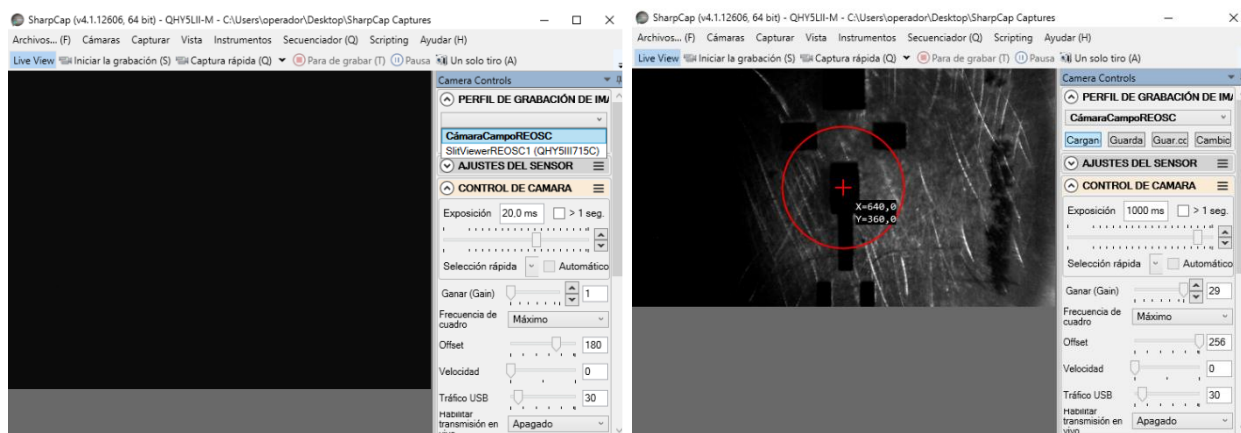 SharpCap (v4.1.12606, 64 bit) - QHY5LII-M - C:\Users\operador\Desktop\SharpCap Captures
Archivos... (F) Cámaras Capturar Vista Instrumentos Secuenciador (Q) Scripting Ayudar (H)
Live View Iniciar la grabación (S) Captura rápida (Q) Para de grabar (T) Pausa Un solo tiro (A)
Camera Controls
PERFIL DE GRABACIÓN DE IM
CámaraCampoREOSC
SlitViewerREOSC1 (QHY5III715C)
AJUSTES DEL SENSOR
CONTROL DE CAMARA
Exposición 20,0 ms > 1 seg.
Selección rápida Automático
Ganar (Gain) 1
Frecuencia de cuadro Máximo
Offset 180
Velocidad 0
Tráfico USB 30
Habilitar
transmisión en Apagado
vivo
SharpCap (v4.1.12606, 64 bit) - QHY5LII-M - C:\Users\operador\Desktop\SharpCap Captures
Archivos... (F) Cámaras Capturar Vista Instrumentos Secuenciador (Q) Scripting Ayudar (H)
Live View Iniciar la grabación (S) Captura rápida (Q) Para de grabar (T) Pausa Un solo tiro (A)
X=640,0
Y=360,0
Camera Controls
PERFIL DE GRABACIÓN DE IM
CámaraCampoREOSC
Cargan Guarda Guar.cc Cambio
AJUSTES DEL SENSOR
CONTROL DE CAMARA
Exposición 1000 ms > 1 seg.
Selección rápida Automático
Ganar (Gain) 29
Frecuencia de cuadro Máximo
Offset 256
Velocidad 0
Tráfico USB 30
Habilitar
transmisión en Apagado
vivo